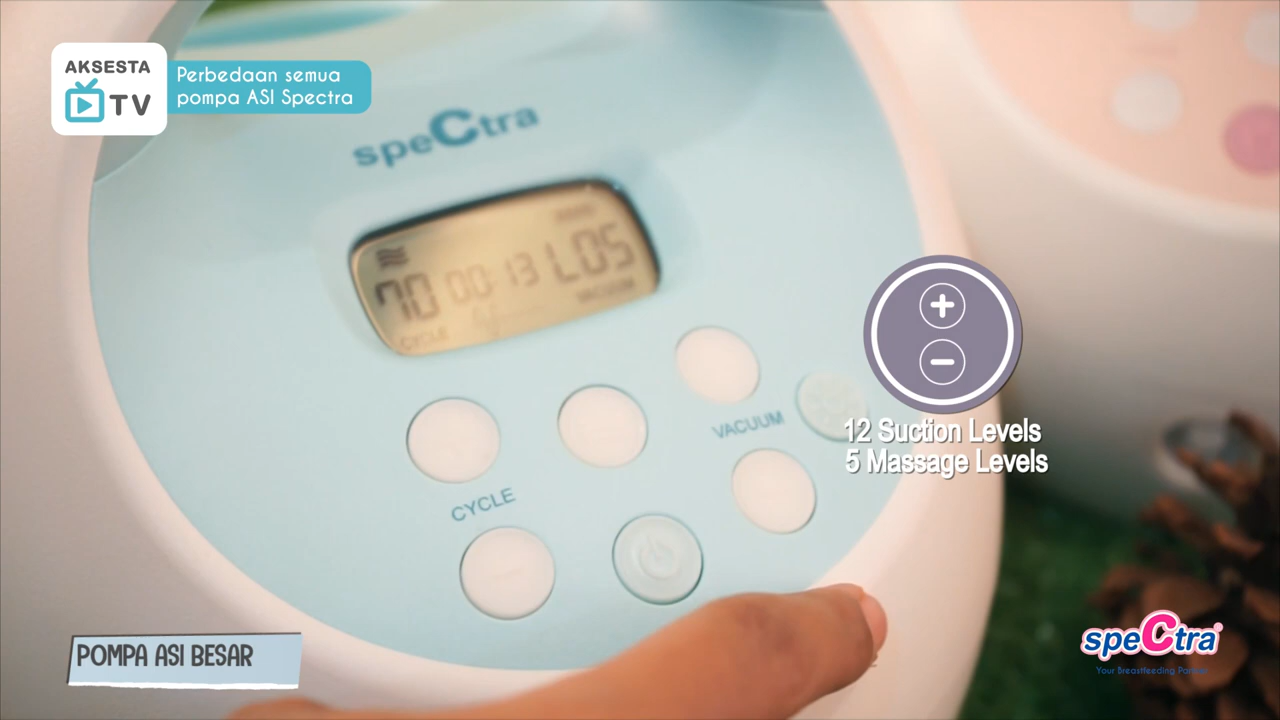 AKSESTA
TV
Perbedaan semua
pompa ASI Spectra
speCtra
70 00:13 L05
CYCLE VACUUM
VACUUM
CYCLE
12 Suction Levels
5 Massage Levels
POMPA ASI BESAR
speCtra®
Your Breastfeeding Partner